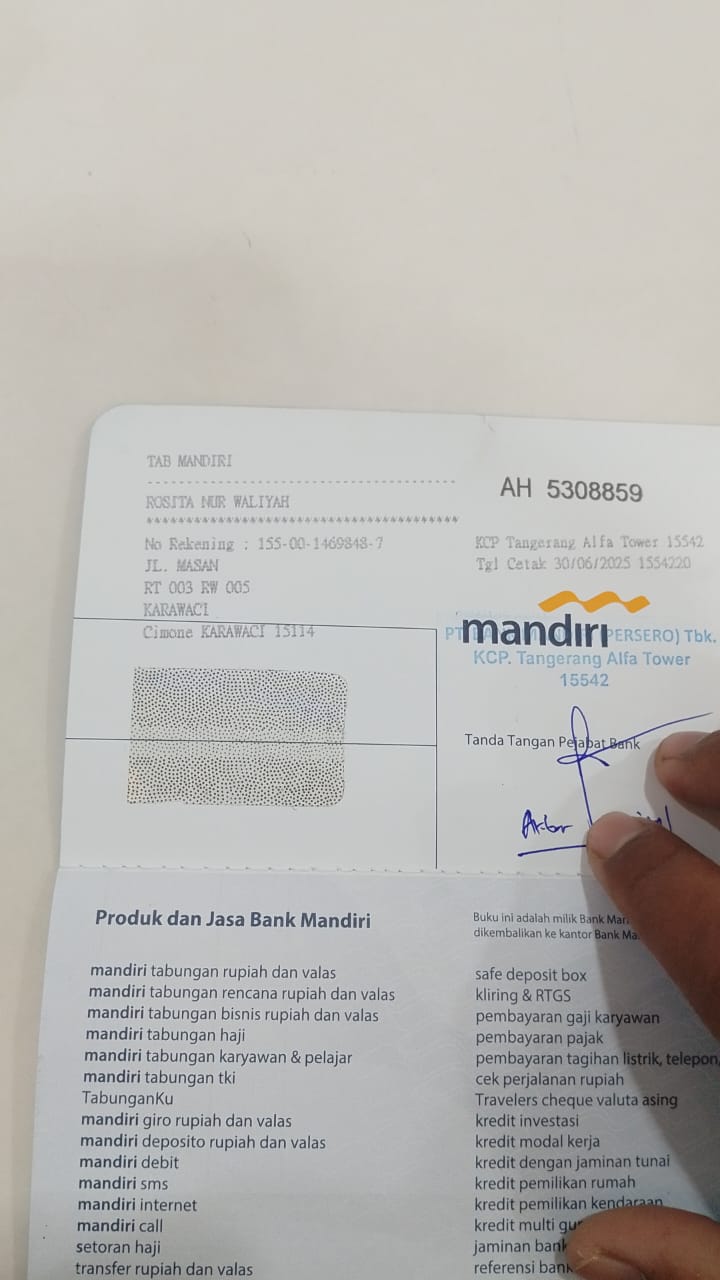 TAB MANDIRI
ROSITA NUR WALIYAH
No Rekening : 155-00-1469848-7
JL. MASAN
RT 003 RW 005
KARAWACI
Cimone KARAWACI 15114
AH 5308859
KCP Tangerang Alfa Tower 15542
Tgl Cetak 30/06/2025 1554220
mandiri
PT (PERSERO) Tbk.
KCP. Tangerang Alfa Tower
15542
Tanda Tangan Pejabat Bank
Akbar
Produk dan Jasa Bank Mandiri
mandiri tabungan rupiah dan valas
mandiri tabungan rencana rupiah dan valas
mandiri tabungan bisnis rupiah dan valas
mandiri tabungan haji
mandiri tabungan karyawan & pelajar
mandiri tabungan tki
TabunganKu
mandiri giro rupiah dan valas
mandiri deposito rupiah dan valas
mandiri debit
mandiri sms
mandiri internet
mandiri call
setoran haji
transfer rupiah dan valas
Buku ini adalah milik Bank
dikembalikan ke kantor Bank
safe deposit box
kliring & RTGS
pembayaran gaji karyawan
pembayaran pajak
pembayaran tagihan listrik, telepon,
cek perjalanan rupiah
Travelers cheque valuta asing
kredit investasi
kredit modal kerja
kredit dengan jaminan tunai
kredit pemilikan rumah
kredit pemilikan kendaraan
kredit multi
jaminan bank
referensi bank